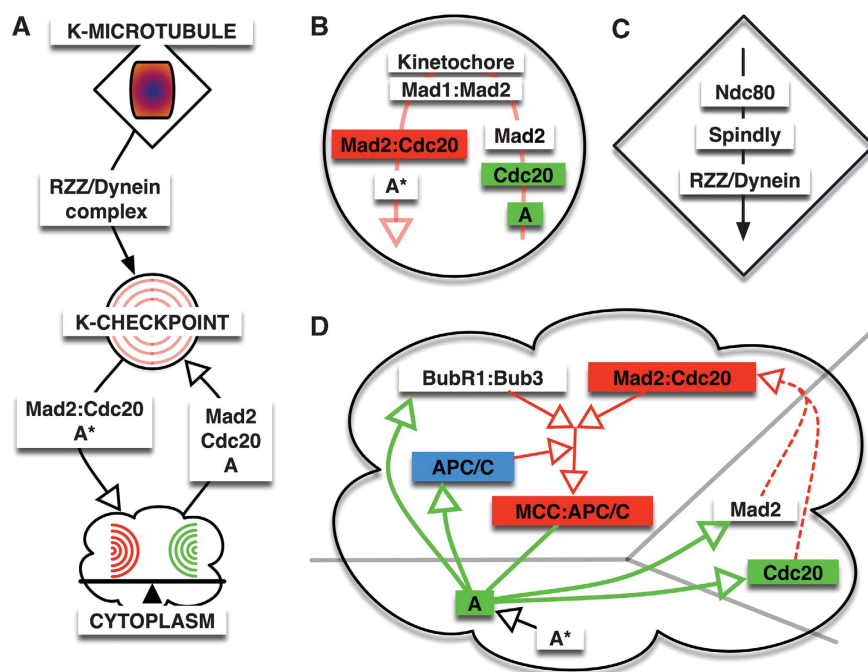 A
K-MICROTUBULE
RZZ/Dynein
complex
K-CHECKPOINT
Mad2:Cdc20
A*
Mad2
Cdc20
A
CYTOPLASM
B
Kinetochore
Mad1:Mad2
Mad2:Cdc20
Mad2
A*
Cdc20
A
C
Ndc80
Spindly
RZZ/Dynein
D
BubR1:Bub3
Mad2:Cdc20
APC/C
MCC:APC/C
Mad2
Cdc20
A
A*